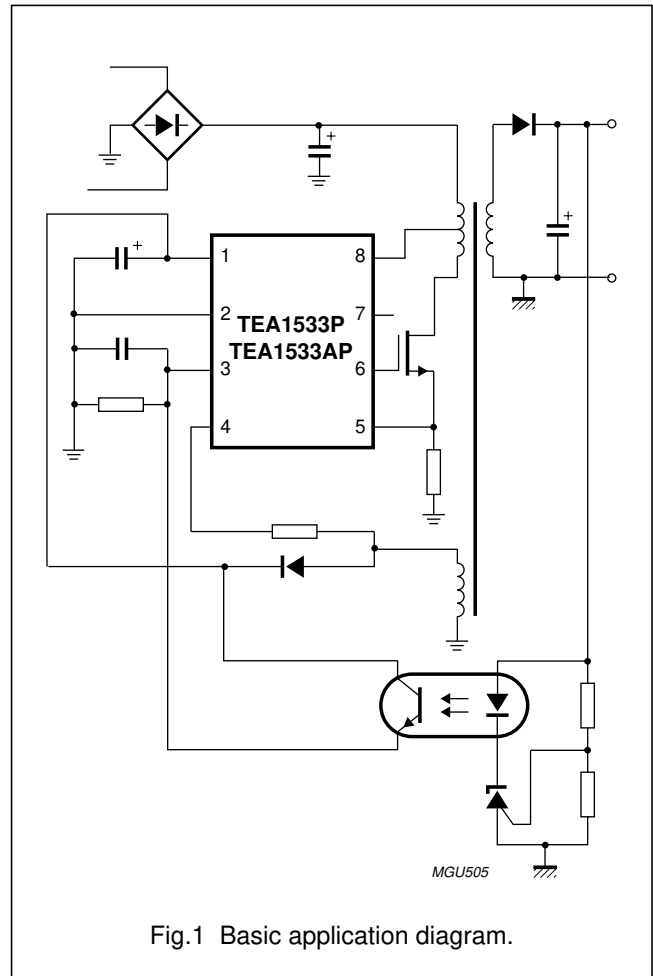 +
+
+
1
8
2
7
TEA1533P
TEA1533AP
3
6
4
5
MGU505
Fig.1 Basic application diagram.